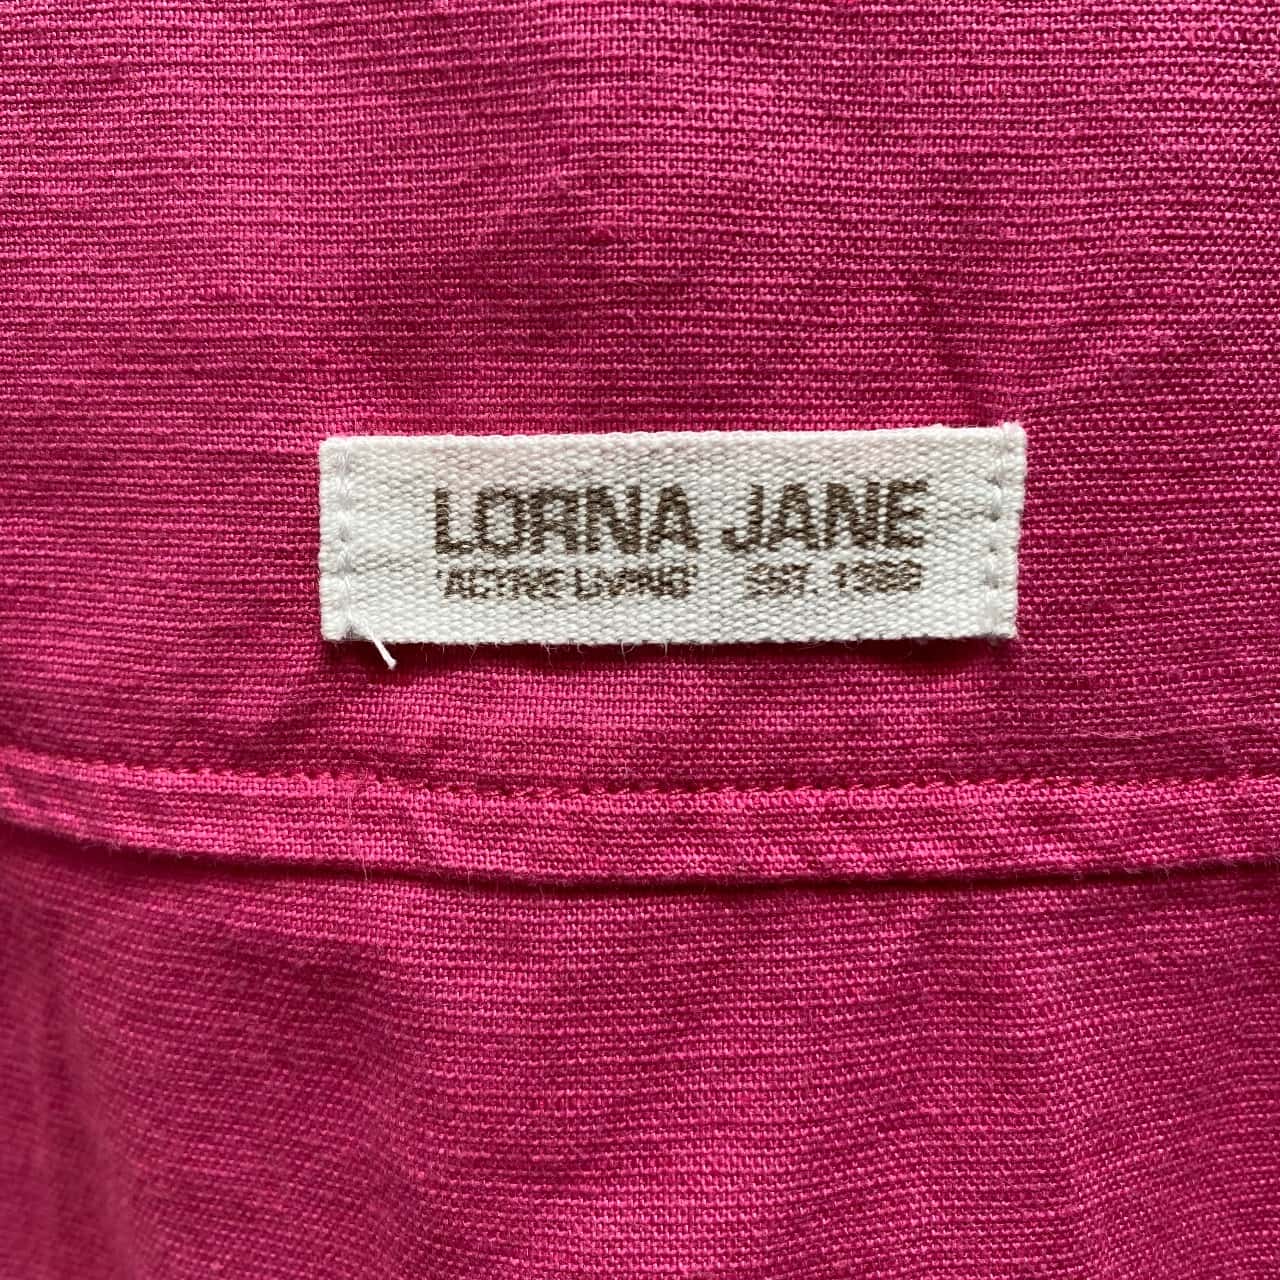 LORNA JANE
'ACTIVE LIVING' EST. 1989